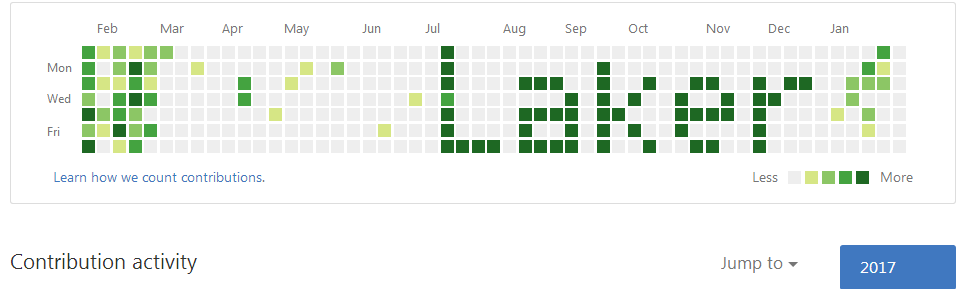 Feb Mar Apr May Jun Jul Aug Sep Oct Nov Dec Jan
Mon
Wed
Fri
Laker
Learn how we count contributions. Less More
Contribution activity Jump to 2017